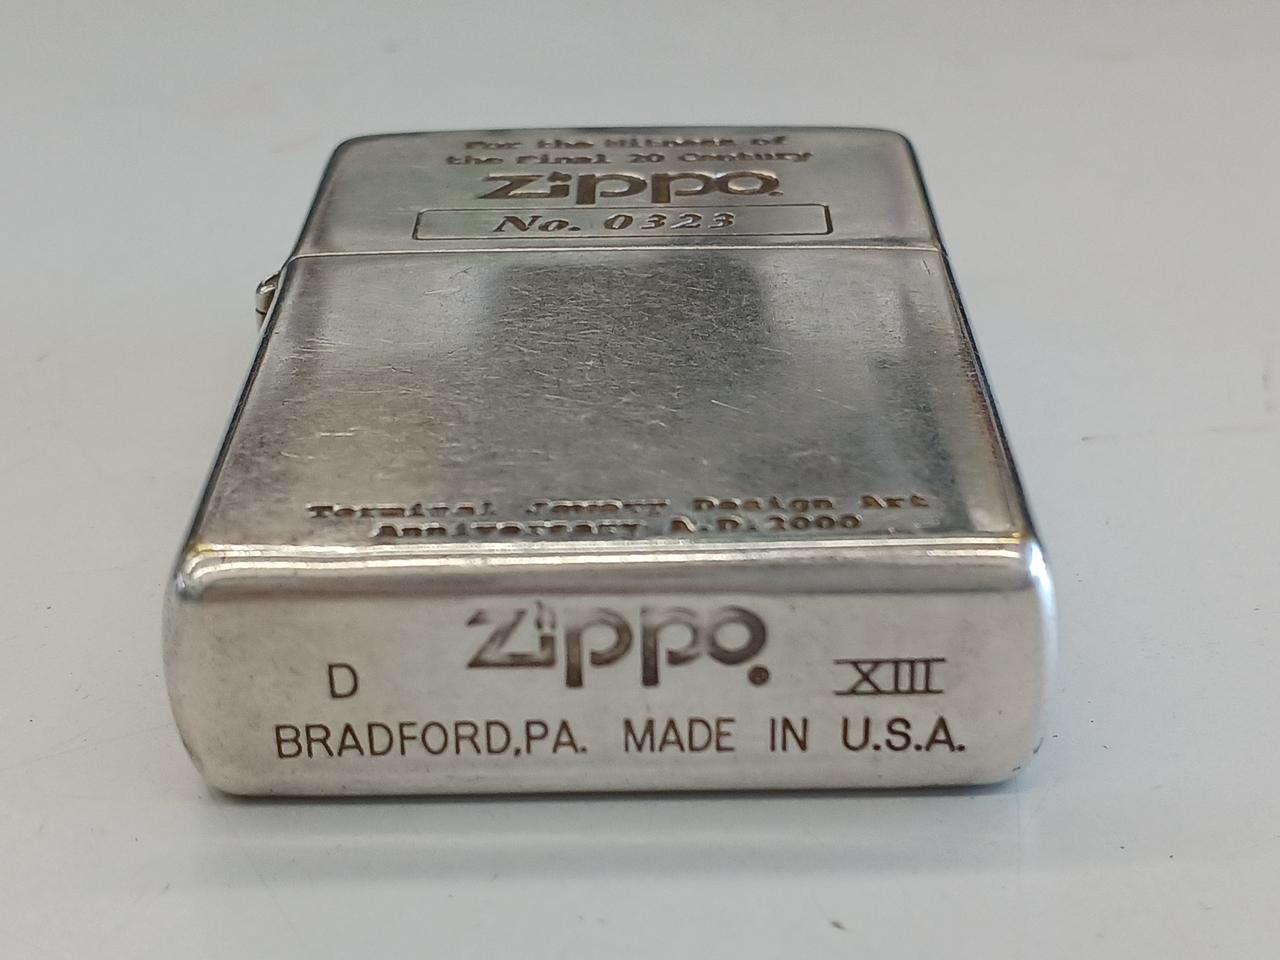 For the Witness of
the Final 20 Century
Zippo
No. 0323
Terminal Jewery Design Art
Anniversary A.D.2000
D Zippo® XIII
BRADFORD,PA. MADE IN U.S.A.